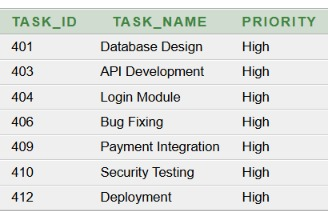 TASK_ID TASK_NAME PRIORITY
401 Database Design High
403 API Development High
404 Login Module High
406 Bug Fixing High
409 Payment Integration High
410 Security Testing High
412 Deployment High